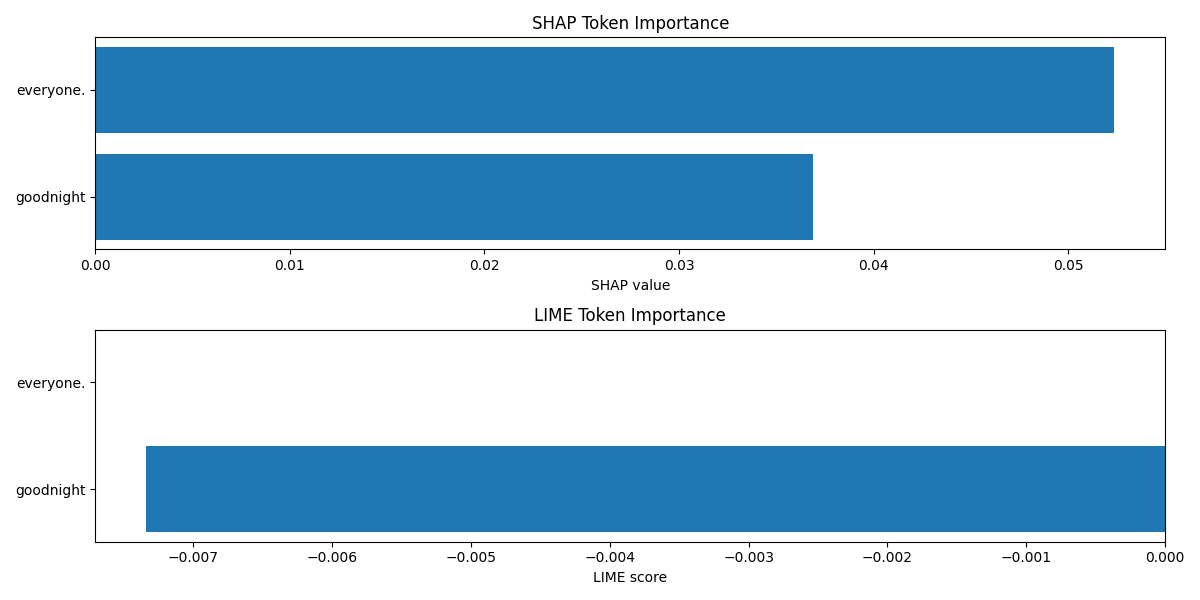 SHAP Token Importance
everyone.
goodnight
0.00 0.01 0.02 0.03 0.04 0.05
SHAP value
LIME Token Importance
everyone.
goodnight
−0.007 −0.006 −0.005 −0.004 −0.003 −0.002 −0.001 0.000
LIME score